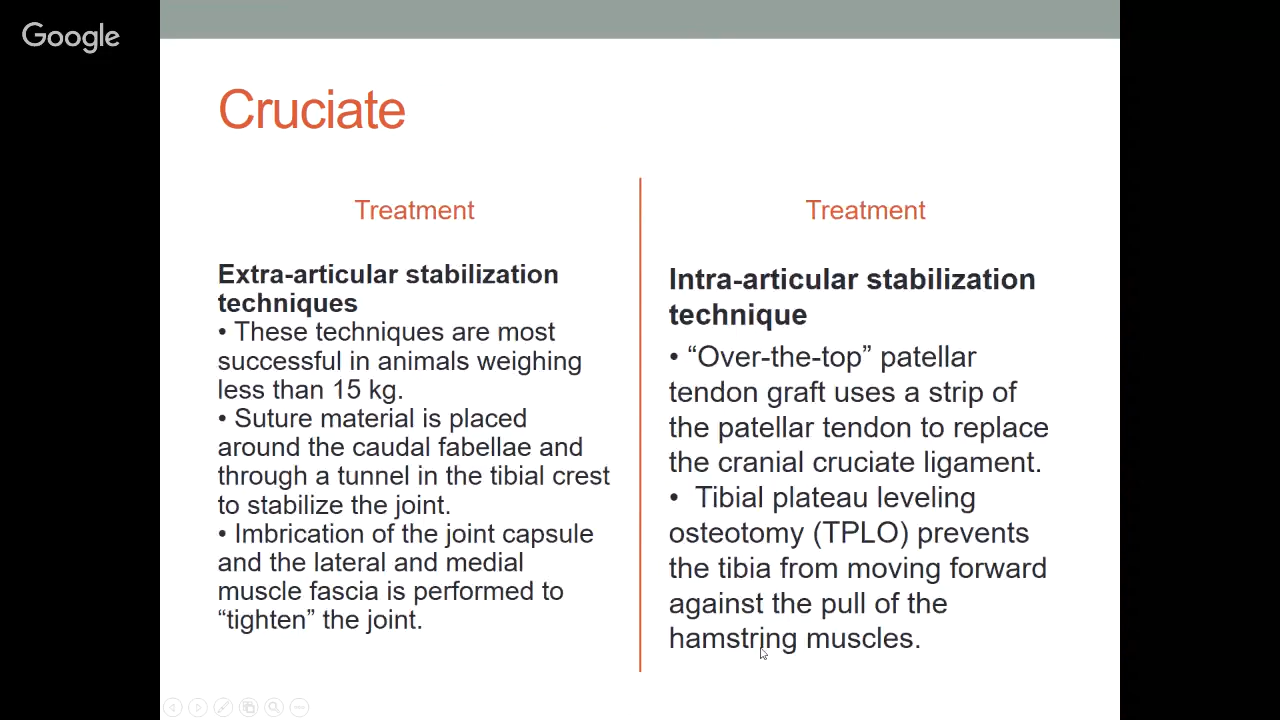 Google
Cruciate
Treatment
Extra-articular stabilization
techniques
• These techniques are most
successful in animals weighing
less than 15 kg.
• Suture material is placed
around the caudal fabellae and
through a tunnel in the tibial crest
to stabilize the joint.
• Imbrication of the joint capsule
and the lateral and medial
muscle fascia is performed to
“tighten” the joint.
Treatment
Intra-articular stabilization
technique
• “Over-the-top” patellar
tendon graft uses a strip of
the patellar tendon to replace
the cranial cruciate ligament.
• Tibial plateau leveling
osteotomy (TPLO) prevents
the tibia from moving forward
against the pull of the
hamstring muscles.